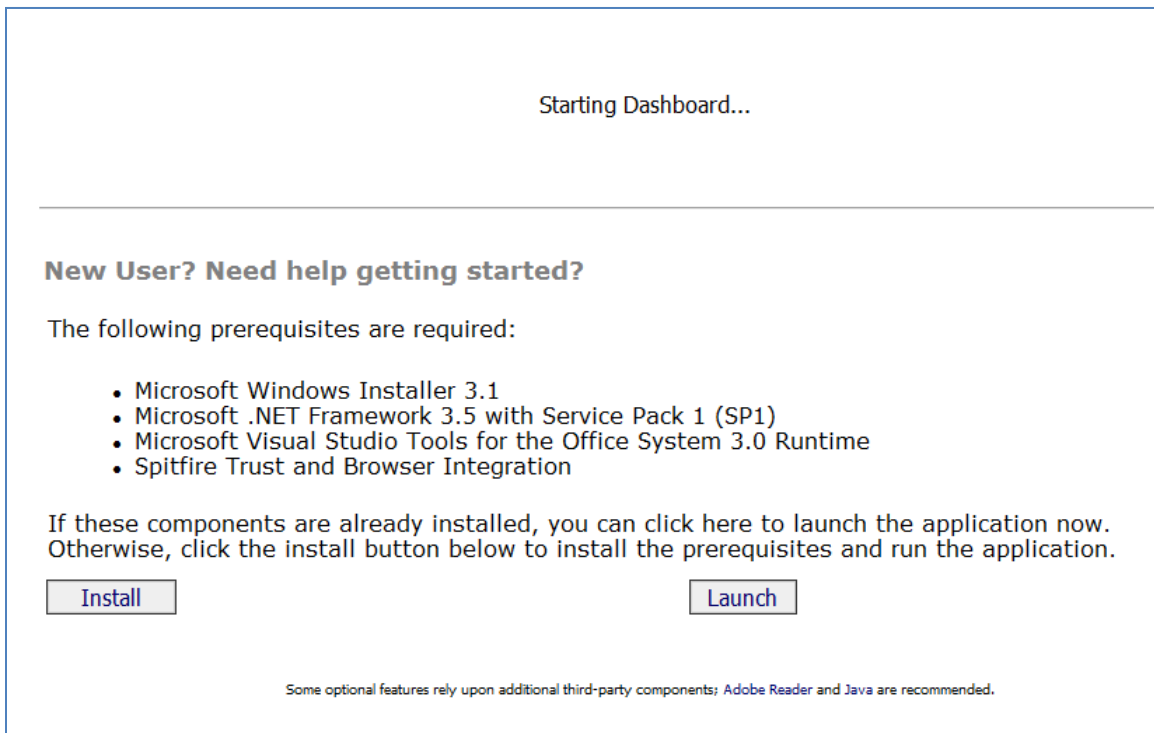 Starting Dashboard...
New User? Need help getting started?
The following prerequisites are required:
• Microsoft Windows Installer 3.1
• Microsoft .NET Framework 3.5 with Service Pack 1 (SP1)
• Microsoft Visual Studio Tools for the Office System 3.0 Runtime
• Spitfire Trust and Browser Integration
If these components are already installed, you can click here to launch the application now.
Otherwise, click the install button below to install the prerequisites and run the application.
Install Launch
Some optional features rely upon additional third-party components; Adobe Reader and Java are recommended.